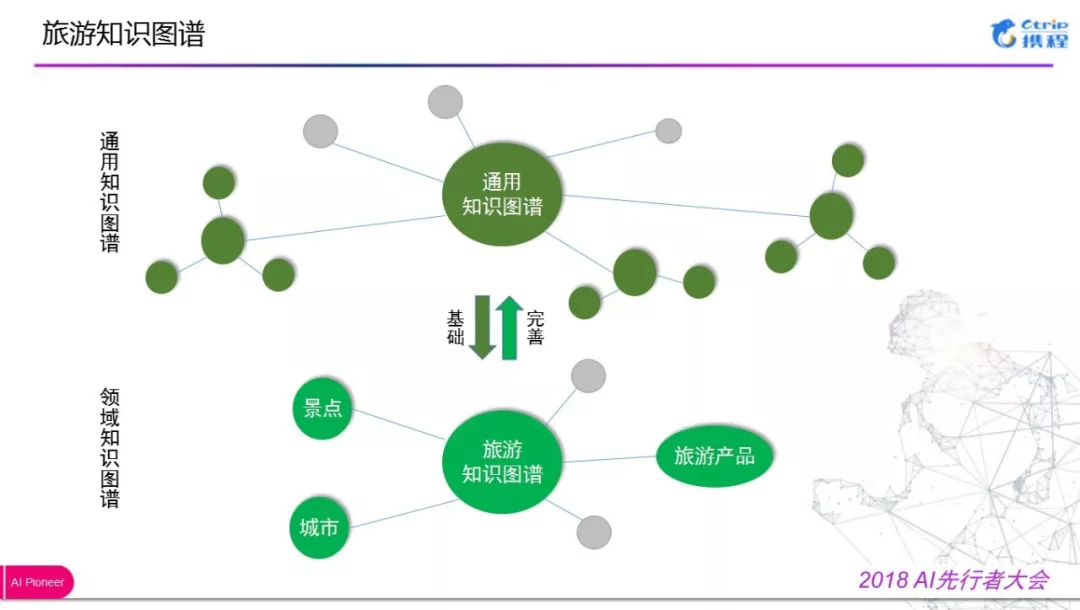 旅游知识图谱
Ctrip
携程
通用知识图谱
通用
知识图谱
基础
完善
领域知识图谱
景点
旅游
知识图谱
旅游产品
城市
AI Pioneer
2018 AI先行者大会